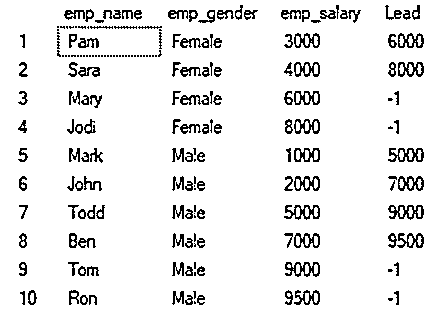 emp_name emp_gender emp_salary Lead
1 Pam Female 3000 6000
2 Sara Female 4000 8000
3 Mary Female 6000 -1
4 Jodi Female 8000 -1
5 Mark Male 1000 5000
6 John Male 2000 7000
7 Todd Male 5000 9000
8 Ben Male 7000 9500
9 Tom Male 9000 -1
10 Ron Male 9500 -1